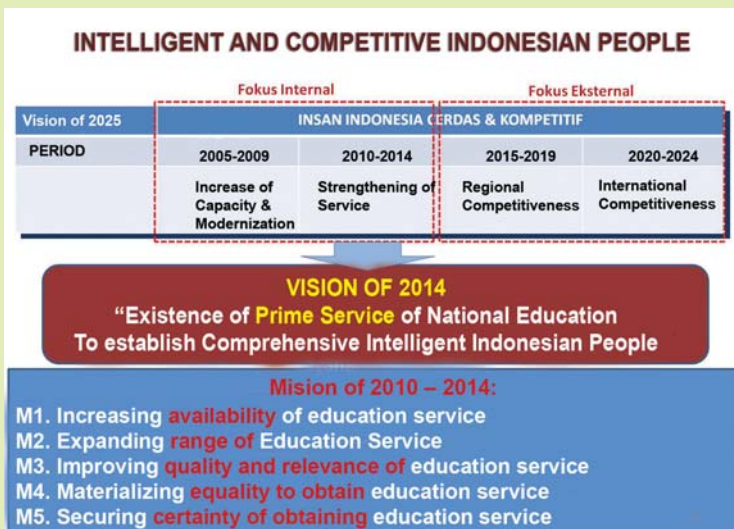 INTELLIGENT AND COMPETITIVE INDONESIAN PEOPLE
Fokus Internal Fokus Eksternal
Vision of 2025 INSAN INDONESIA CERDAS & KOMPETITIF
PERIOD 2005-2009 2010-2014 2015-2019 2020-2024
Increase of Strengthening of Regional International
Capacity & Service Competitiveness Competitiveness
Modernization
VISION OF 2014
“Existence of Prime Service of National Education
To establish Comprehensive Intelligent Indonesian People
Mision of 2010 – 2014:
M1. Increasing availability of education service
M2. Expanding range of Education Service
M3. Improving quality and relevance of education service
M4. Materializing equality to obtain education service
M5. Securing certainty of obtaining education service